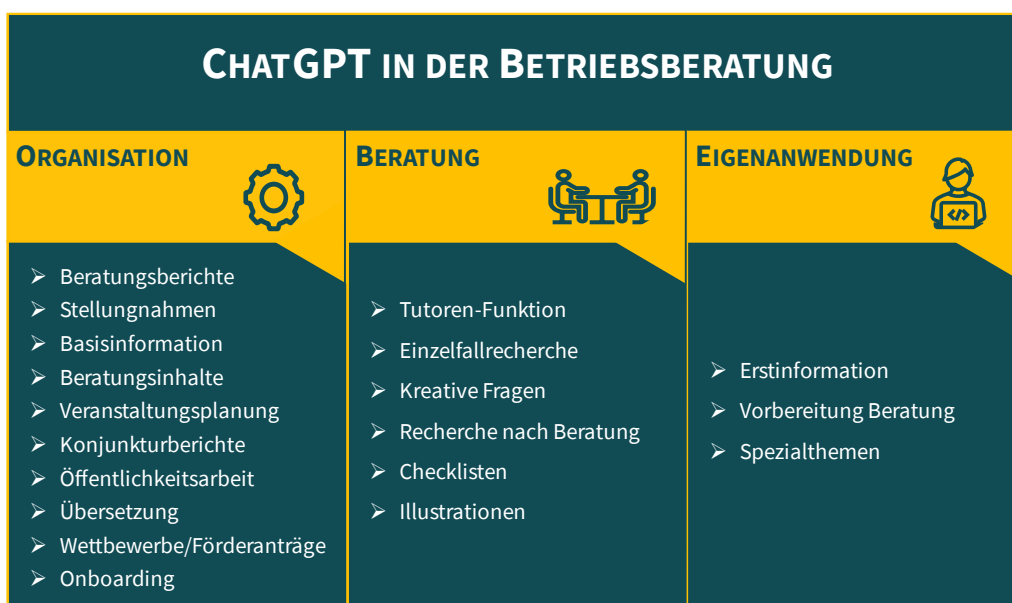 CHATGPT IN DER BETRIEBSBERATUNG
ORGANISATION
➢ Beratungsberichte
➢ Stellungnahmen
➢ Basisinformation
➢ Beratungsinhalte
➢ Veranstaltungsplanung
➢ Konjunkturberichte
➢ Öffentlichkeitsarbeit
➢ Übersetzung
➢ Wettbewerbe/Förderanträge
➢ Onboarding
BERATUNG
➢ Tutoren-Funktion
➢ Einzelfallrecherche
➢ Kreative Fragen
➢ Recherche nach Beratung
➢ Checklisten
➢ Illustrationen
EIGENANWENDUNG
</>
➢ Erstinformation
➢ Vorbereitung Beratung
➢ Spezialthemen